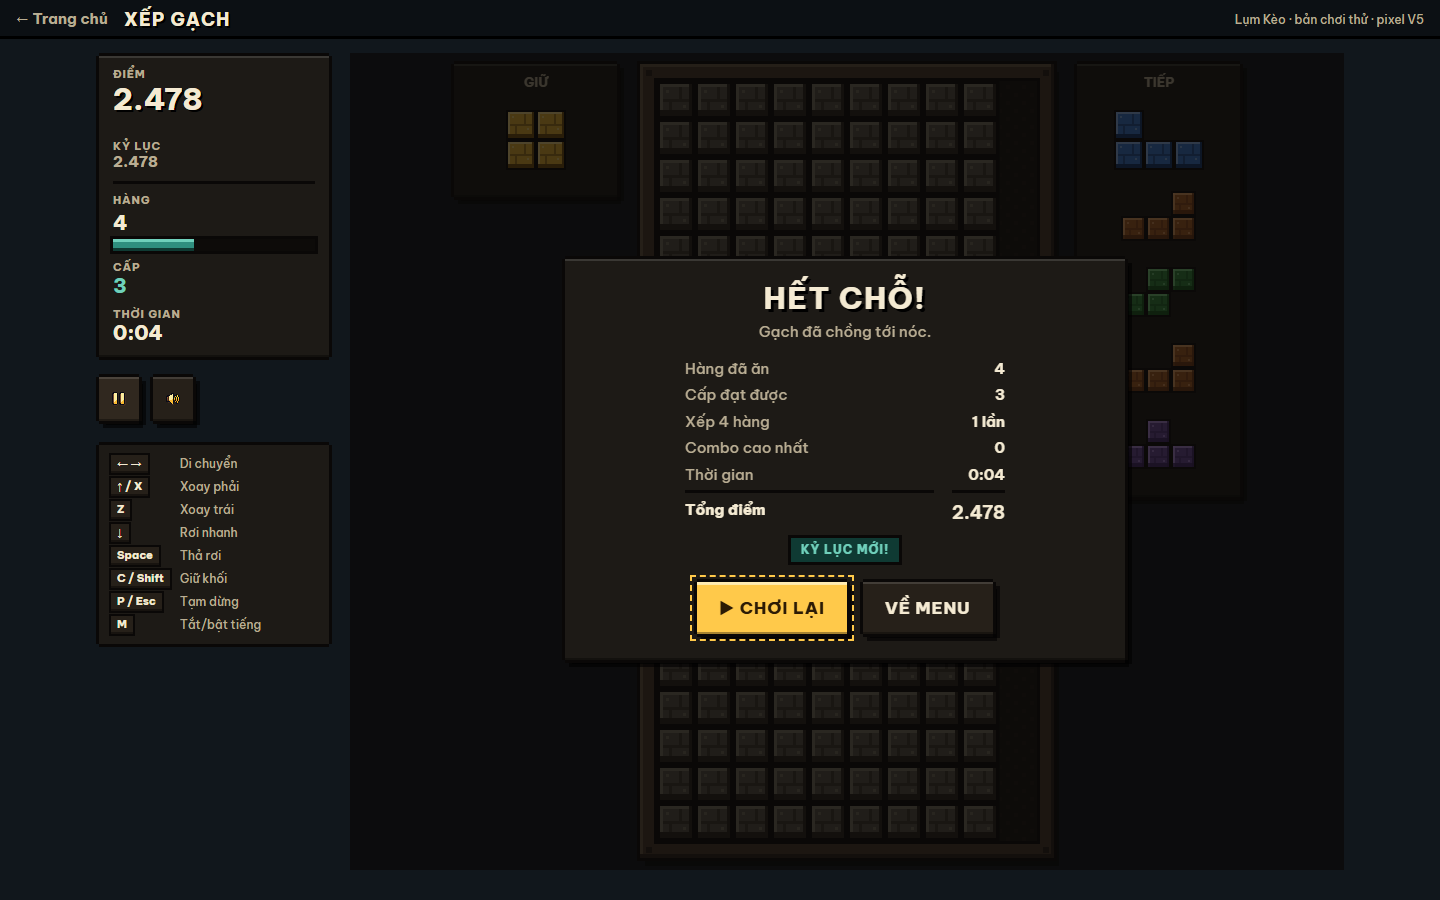 ← Trang chủ XẾP GẠCH
Lụm Kèo · bản chơi thử · pixel V5
ĐIỂM
2.478
KỶ LỤC
2.478
HÀNG
4
CẤP
3
THỜI GIAN
0:04
←→ Di chuyển
↑ / X Xoay phải
Z Xoay trái
↓ Rơi nhanh
Space Thả rơi
C / Shift Giữ khối
P / Esc Tạm dừng
M Tắt/bật tiếng
GIỮ
TIẾP
HẾT CHỖ!
Gạch đã chồng tới nóc.
Hàng đã ăn 4
Cấp đạt được 3
Xếp 4 hàng 1 lần
Combo cao nhất 0
Thời gian 0:04
Tổng điểm 2.478
KỶ LỤC MỚI!
▶ CHƠI LẠI
VỀ MENU